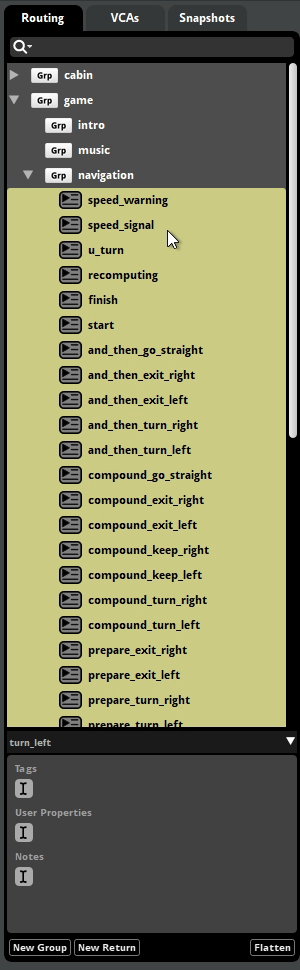 Routing VCAs Snapshots
Grp cabin
Grp game
Grp intro
Grp music
Grp navigation
speed_warning
speed_signal
u_turn
recomputing
finish
start
and_then_go_straight
and_then_exit_right
and_then_exit_left
and_then_turn_right
and_then_turn_left
compound_go_straight
compound_exit_right
compound_exit_left
compound_keep_right
compound_keep_left
compound_turn_right
compound_turn_left
prepare_exit_right
prepare_exit_left
prepare_turn_right
prepare_turn_left
turn_left
Tags
User Properties
Notes
New Group New Return Flatten